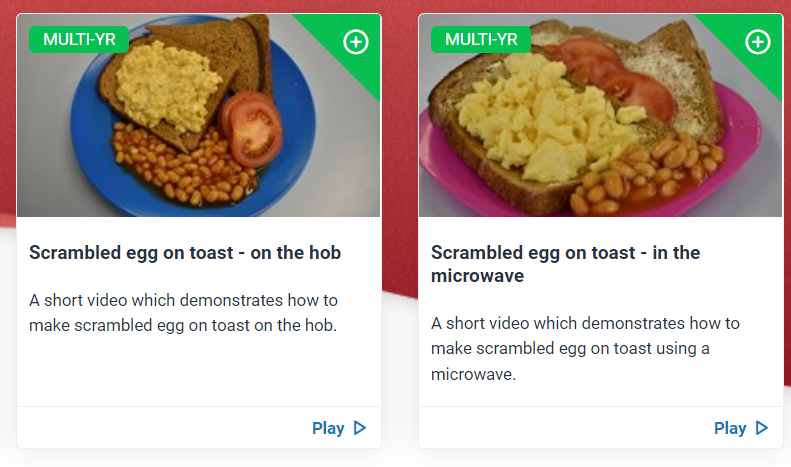 MULTI-YR
Scrambled egg on toast - on the hob
A short video which demonstrates how to
make scrambled egg on toast on the hob.
Play
MULTI-YR
Scrambled egg on toast - in the
microwave
A short video which demonstrates how to
make scrambled egg on toast using a
microwave.
Play